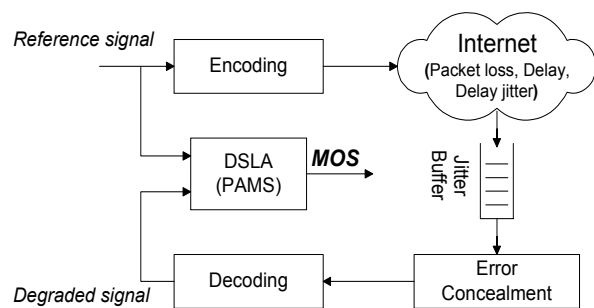 Reference signal
Encoding
Internet
(Packet loss, Delay,
Delay jitter)
DSLA
(PAMS)
MOS
Jitter
Buffer
Degraded signal
Decoding
Error
Concealment